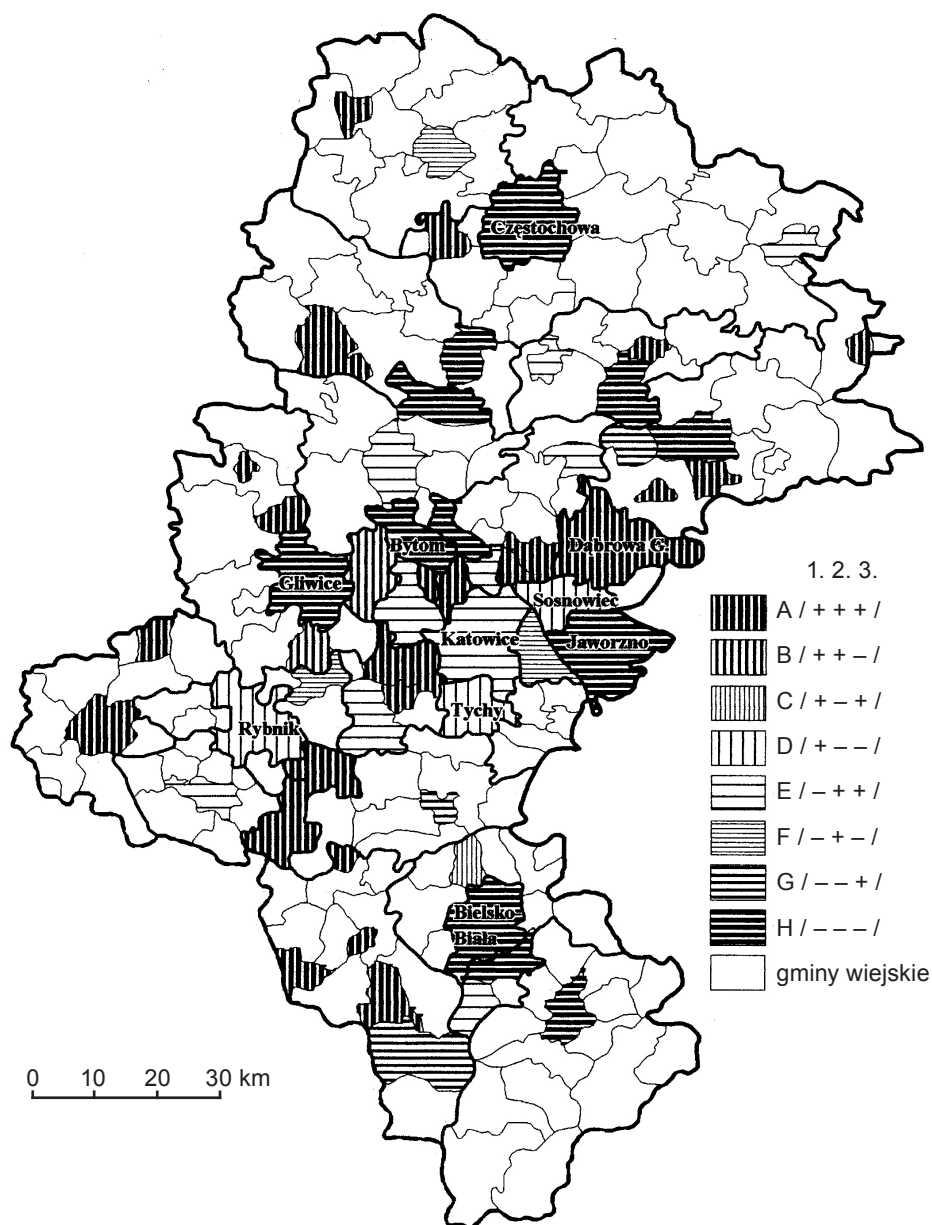 Częstochowa
Bytom
Dąbrowa G.
Gliwice
Sosnowiec
Katowice
Jaworzno
Rybnik
Tychy
Bielsko
Biała
1. 2. 3.
A / + + + /
B / + + – /
C / + – + /
D / + – – /
E / – + + /
F / – + – /
G / – – + /
H / – – – /
gminy wiejskie
0 10 20 30 km